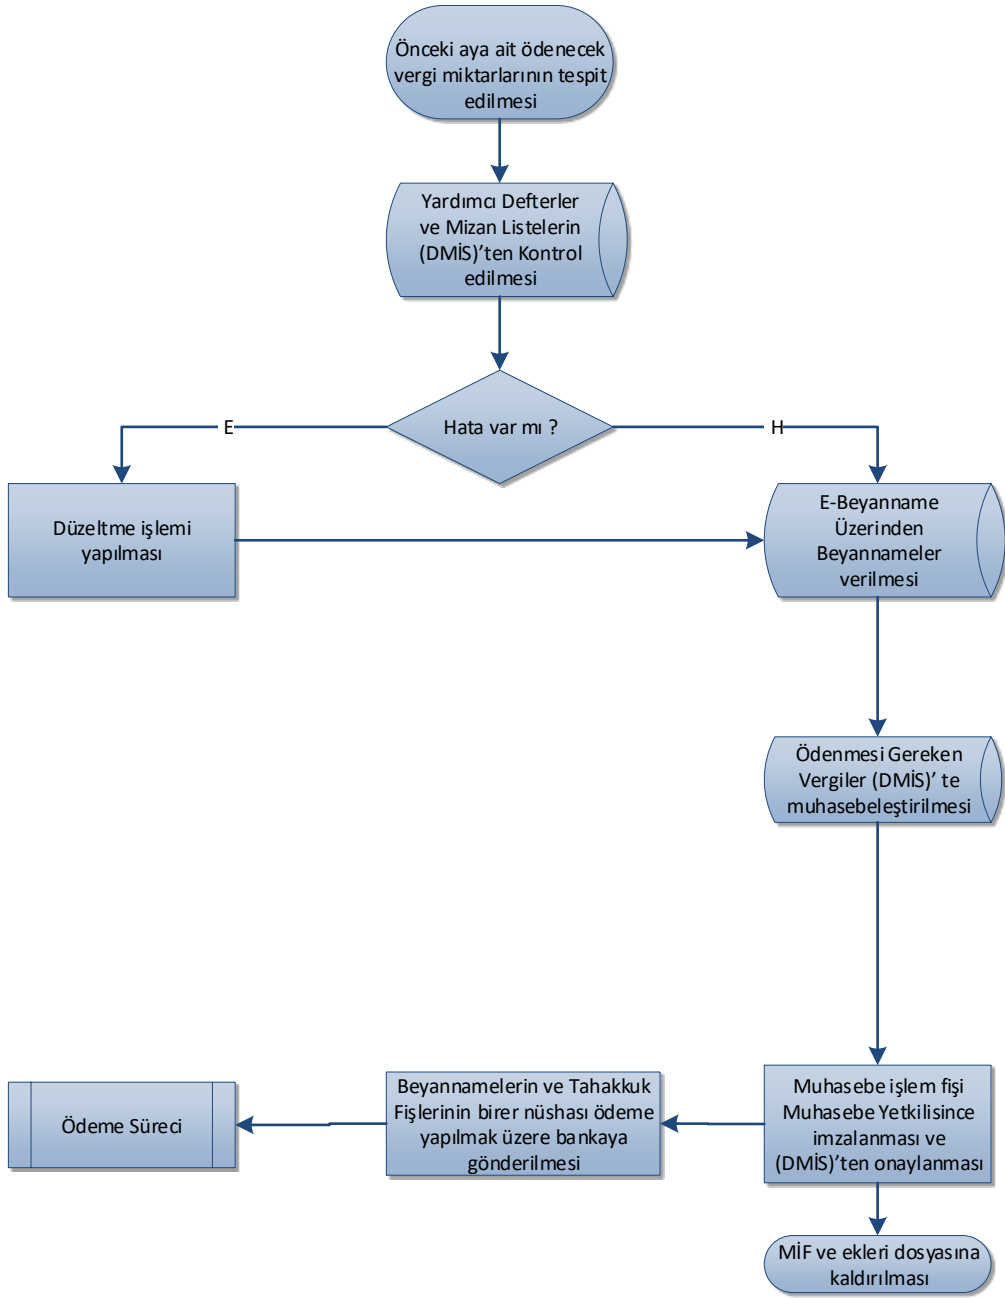 Önceki aya ait ödenecek
vergi miktarlarının tespit
edilmesi
Yardımcı Defterler
ve Mizan Listelerin
(DMİS)’ten Kontrol
edilmesi
Hata var mı ?
E
H
Düzeltme işlemi
yapılması
E-Beyanname
Üzerinden
Beyannameler
verilmesi
Ödenmesi Gereken
Vergiler (DMİS)’ te
muhasebeleştirilmesi
Muhasebe işlem fişi
Muhasebe Yetkilisince
imzalanması ve
(DMİS)’ten onaylanması
Beyannamelerin ve Tahakkuk
Fişlerinin birer nüshası ödeme
yapılmak üzere bankaya
gönderilmesi
Ödeme Süreci
MİF ve ekleri dosyasına
kaldırılması